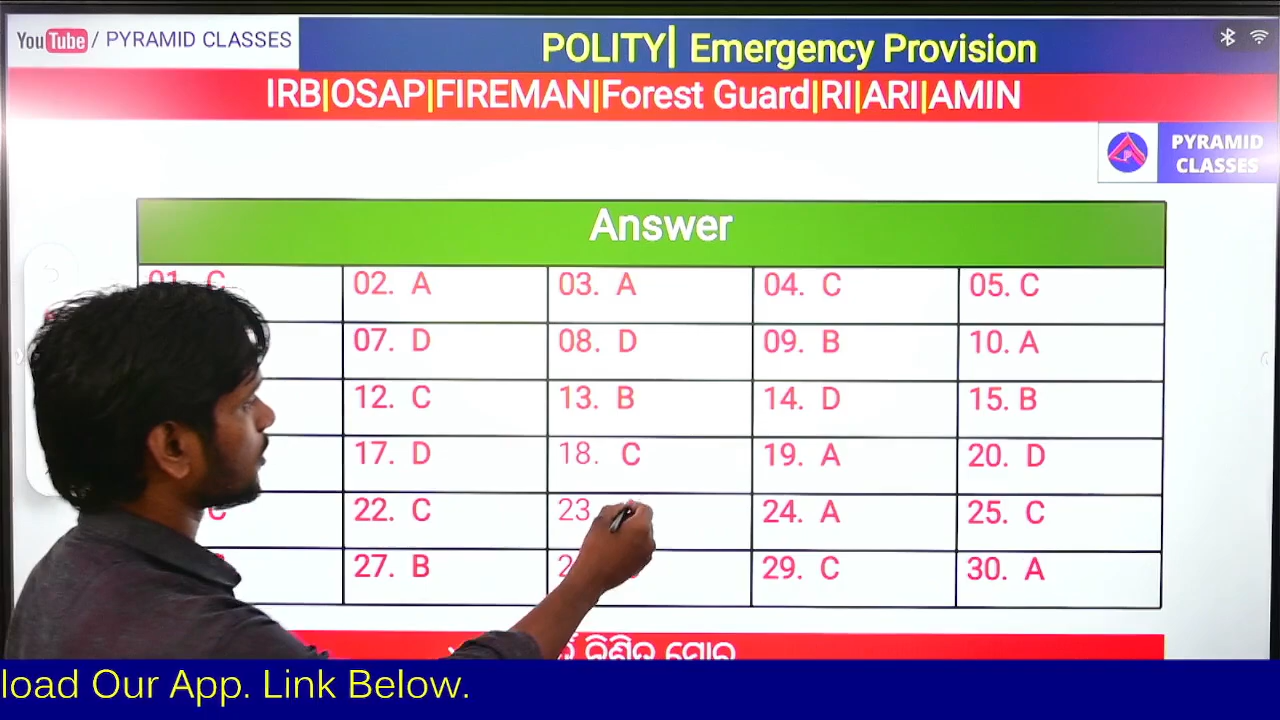 YouTube / PYRAMID CLASSES
POLITY| Emergency Provision
IRB|OSAP|FIREMAN|Forest Guard|RI|ARI|AMIN
PYRAMID
CLASSES
Answer
01. C 02. A 03. A 04. C 05. C
07. D 08. D 09. B 10. A
12. C 13. B 14. D 15. B
17. D 18. C 19. A 20. D
C 22. C 23 24. A 25. C
27. B 29. C 30. A
ନିଶ୍ଚିତ ସ୍କୋର
load Our App. Link Below.